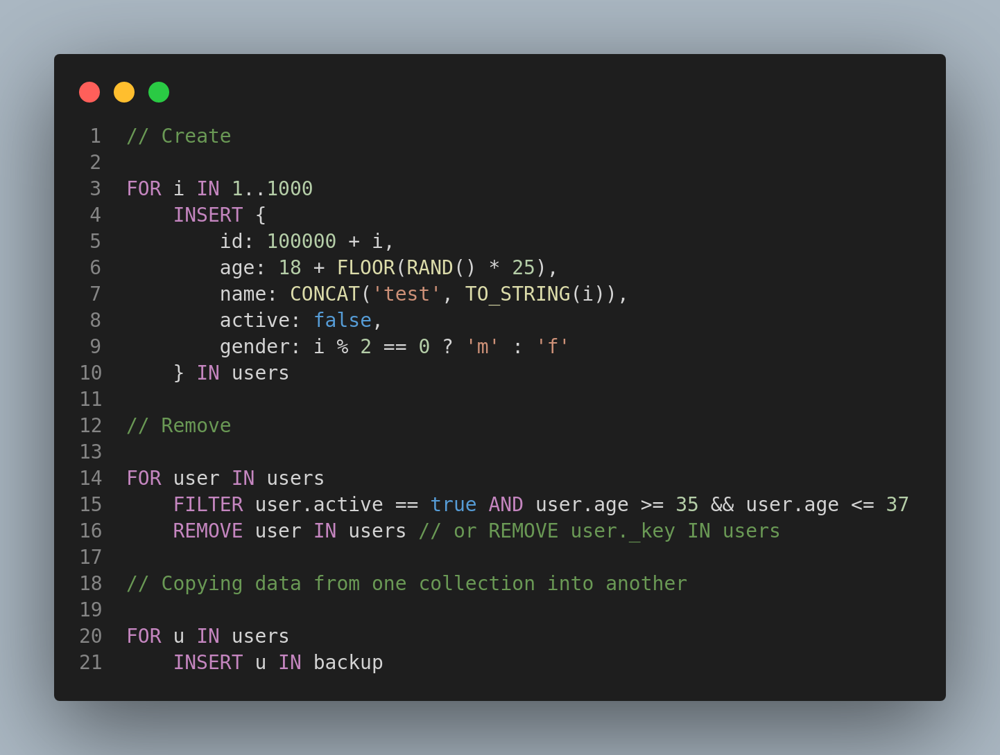 1 // Create
2
3 FOR i IN 1..1000
4     INSERT {
5         id: 100000 + i,
6         age: 18 + FLOOR(RAND() * 25),
7         name: CONCAT('test', TO_STRING(i)),
8         active: false,
9         gender: i % 2 == 0 ? 'm' : 'f'
10     } IN users
11
12 // Remove
13
14 FOR user IN users
15     FILTER user.active == true AND user.age >= 35 && user.age <= 37
16     REMOVE user IN users // or REMOVE user._key IN users
17
18 // Copying data from one collection into another
19
20 FOR u IN users
21     INSERT u IN backup